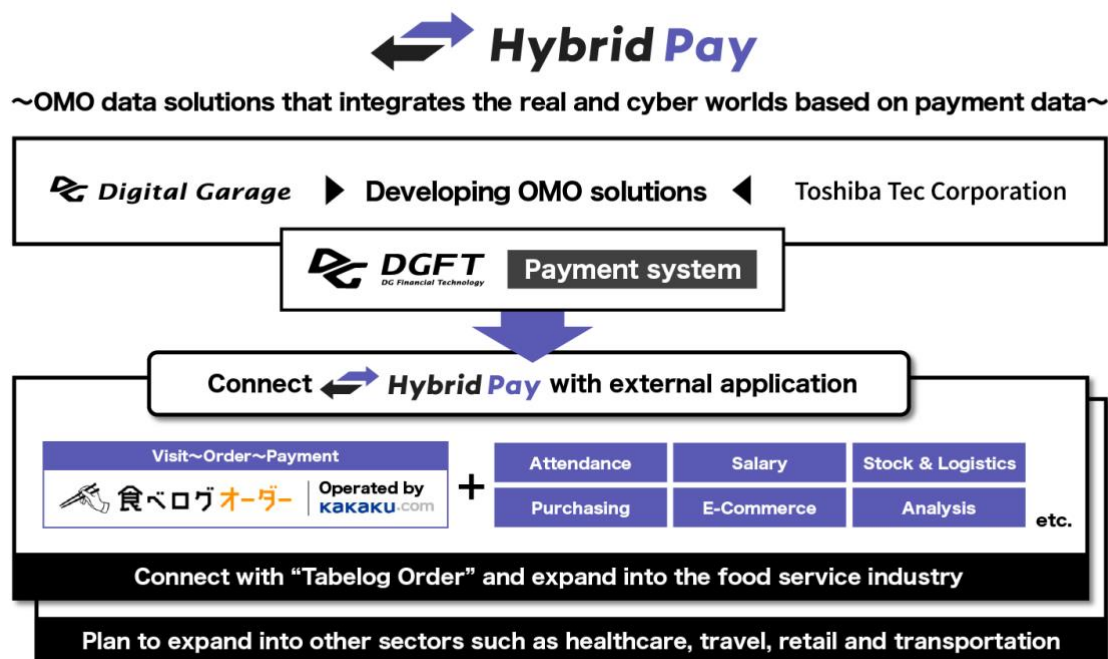 Hybrid Pay
〜OMO data solutions that integrates the real and cyber worlds based on payment data〜
DG Digital Garage ▶ Developing OMO solutions ◀ Toshiba Tec Corporation
DG DGFT Payment system
DG Financial Technology
Connect Hybrid Pay with external application
Visit〜Order〜Payment
食べログオーダー Operated by
kakaku.com
+
Attendance Salary Stock & Logistics
Purchasing E-Commerce Analysis
etc.
Connect with “Tabelog Order” and expand into the food service industry
Plan to expand into other sectors such as healthcare, travel, retail and transportation